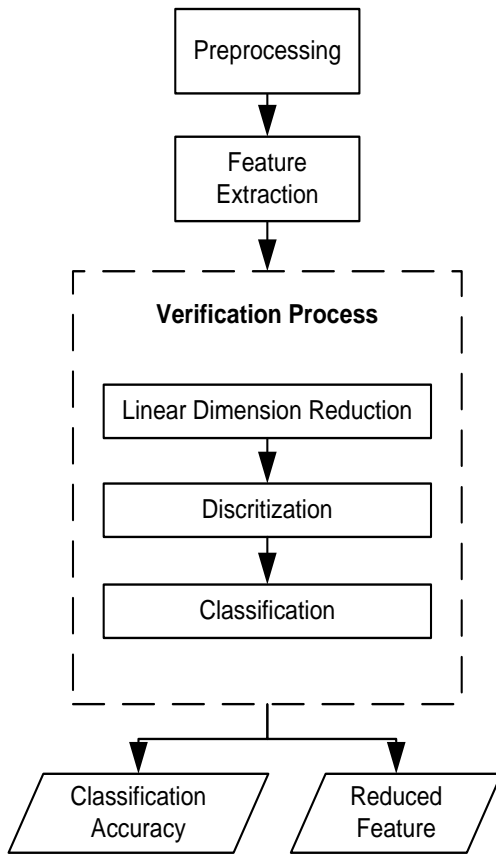 Preprocessing
Feature
Extraction
Verification Process
Linear Dimension Reduction
Discritization
Classification
Classification
Accuracy
Reduced
Feature